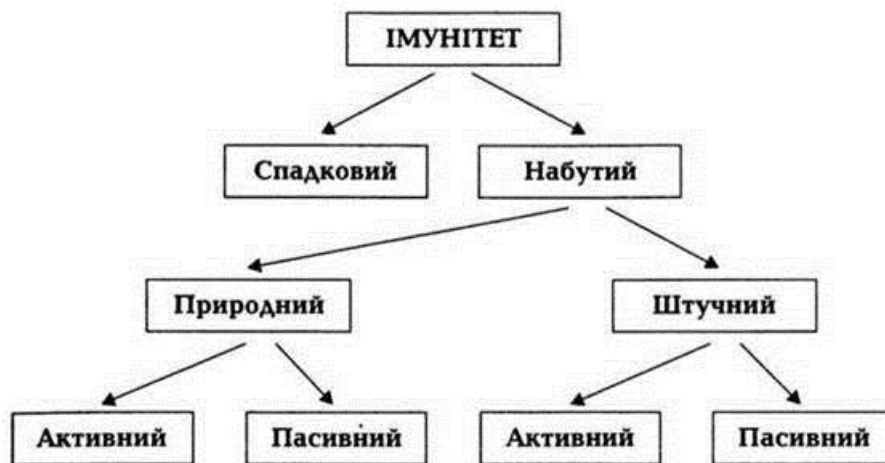 ІМУНІТЕТ
Спадковий
Набутий
Природний
Штучний
Активний
Пасивний
Активний
Пасивний